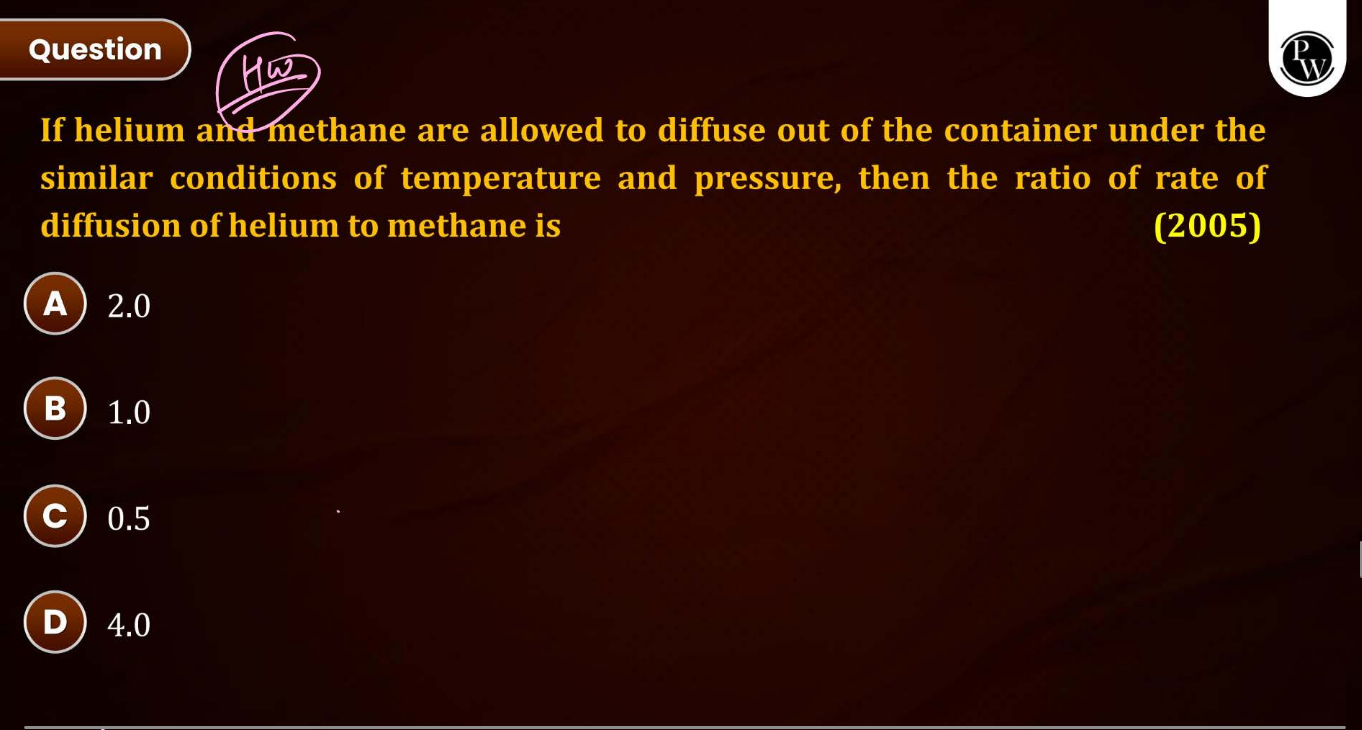 Question
HW
PW
If helium and methane are allowed to diffuse out of the container under the
similar conditions of temperature and pressure, then the ratio of rate of
diffusion of helium to methane is (2005)
A 2.0
B 1.0
C 0.5
D 4.0